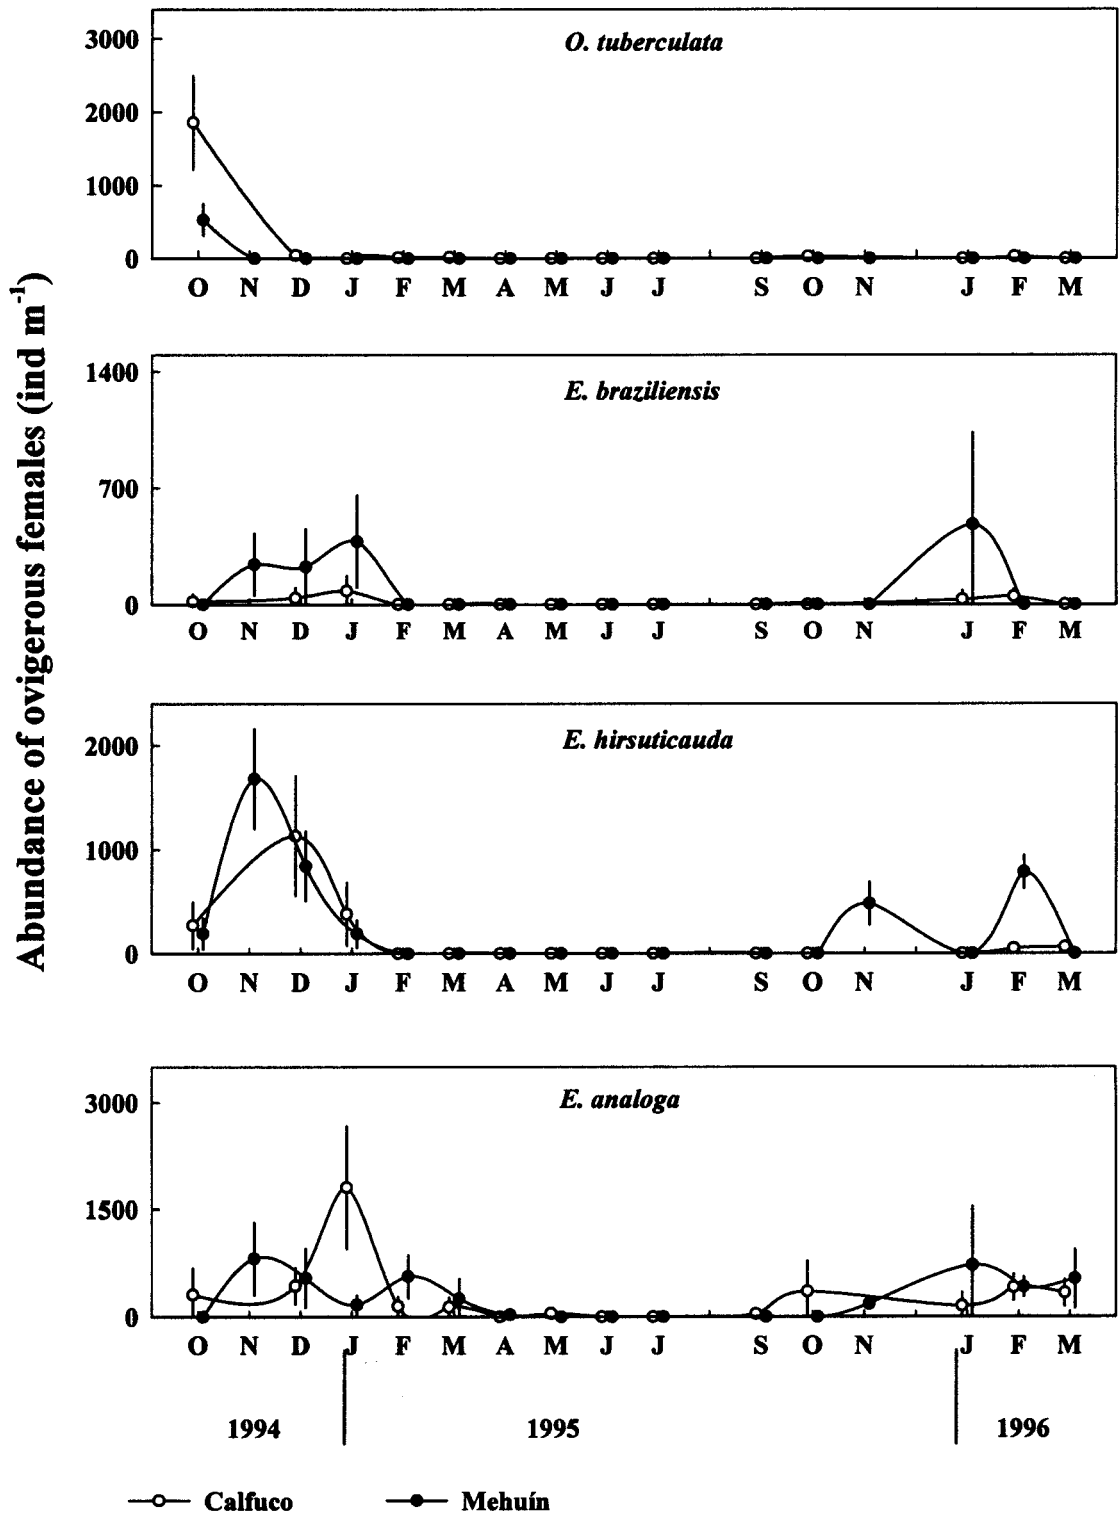 Abundance of ovigerous females (ind m⁻¹)
O. tuberculata
3000
2000
1000
0
O N D J F M A M J J S O N J F M
E. braziliensis
1400
700
0
O N D J F M A M J J S O N J F M
E. hirsuticauda
2000
1000
0
O N D J F M A M J J S O N J F M
E. analoga
3000
1500
0
O N D J F M A M J J S O N J F M
1994 1995 1996
Calfuco Mehuín